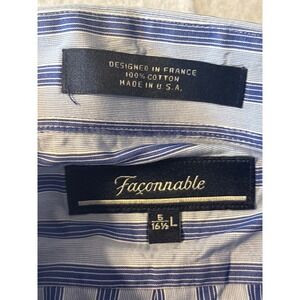 DESIGNED IN FRANCE
100% COTTON
MADE IN U.S.A.
Façonnable
5
16½ L